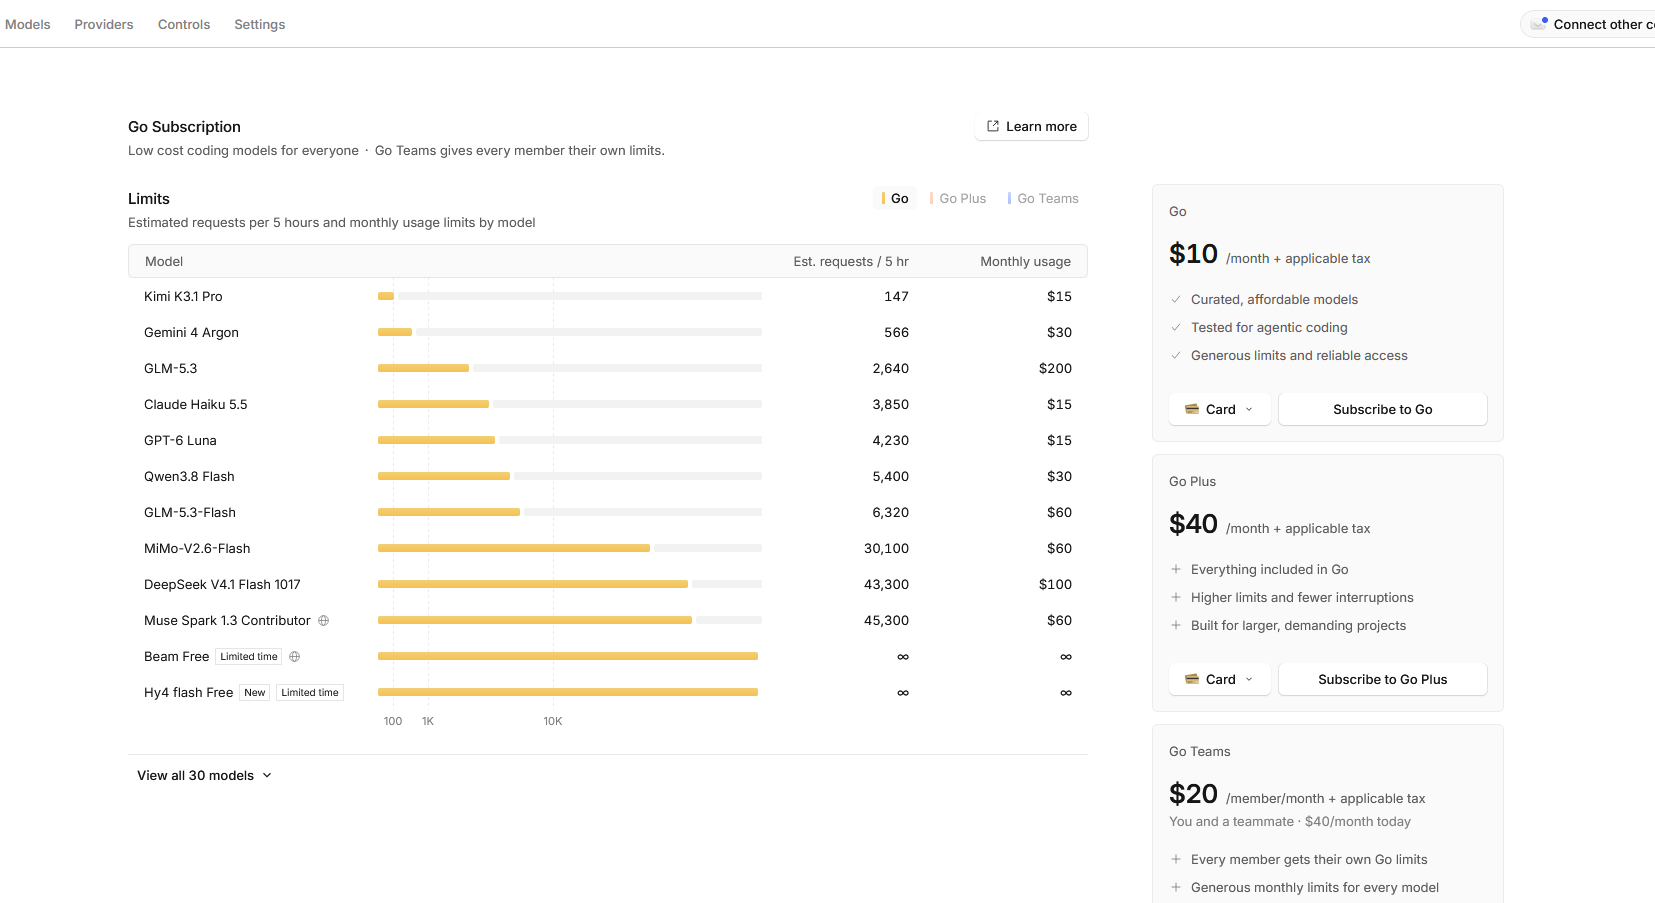 Models Providers Controls Settings
Connect other
Go Subscription
Learn more
Low cost coding models for everyone · Go Teams gives every member their own limits.
Limits
Go Go Plus Go Teams
Estimated requests per 5 hours and monthly usage limits by model
Model Est. requests / 5 hr Monthly usage
Kimi K3.1 Pro 147 $15
Gemini 4 Argon 566 $30
GLM-5.3 2,640 $200
Claude Haiku 5.5 3,850 $15
GPT-6 Luna 4,230 $15
Qwen3.8 Flash 5,400 $30
GLM-5.3-Flash 6,320 $60
MiMo-V2.6-Flash 30,100 $60
DeepSeek V4.1 Flash 1017 43,300 $100
Muse Spark 1.3 Contributor 45,300 $60
Beam Free Limited time ∞ ∞
Hy4 flash Free New Limited time ∞ ∞
100 1K 10K
View all 30 models
Go
$10 /month + applicable tax
Curated, affordable models
Tested for agentic coding
Generous limits and reliable access
Card Subscribe to Go
Go Plus
$40 /month + applicable tax
Everything included in Go
Higher limits and fewer interruptions
Built for larger, demanding projects
Card Subscribe to Go Plus
Go Teams
$20 /member/month + applicable tax
You and a teammate · $40/month today
Every member gets their own Go limits
Generous monthly limits for every model